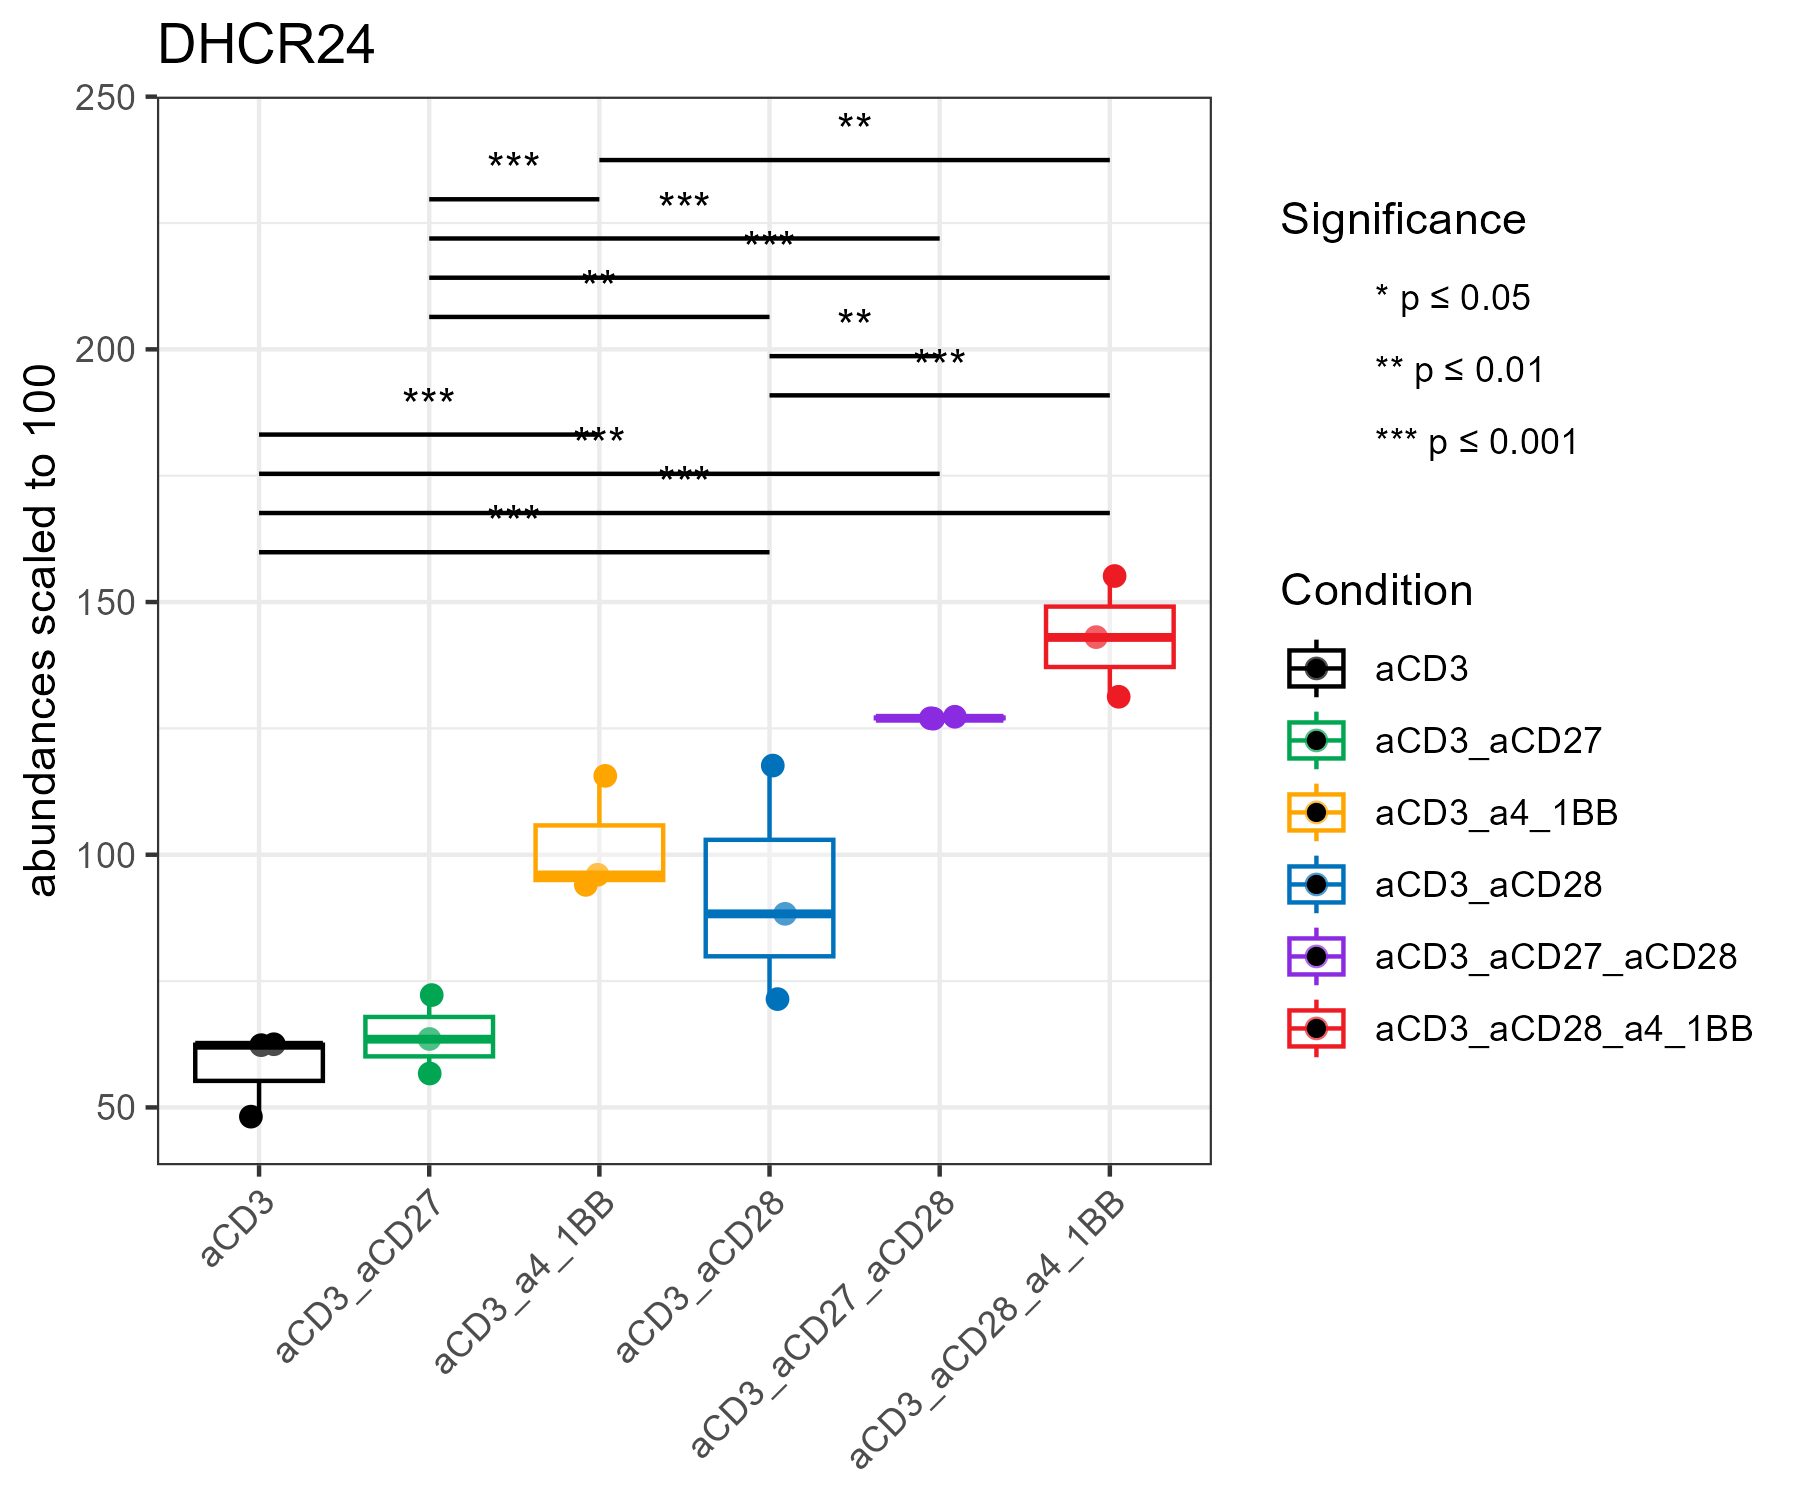 DHCR24
abundances scaled to 100
250
200
150
100
50
**
***
***
***
**
**
***
***
***
***
***
aCD3
aCD3_aCD27
aCD3_a4_1BB
aCD3_aCD28
aCD3_aCD27_aCD28
aCD3_aCD28_a4_1BB
Significance
* p ≤ 0.05
** p ≤ 0.01
*** p ≤ 0.001
Condition
aCD3
aCD3_aCD27
aCD3_a4_1BB
aCD3_aCD28
aCD3_aCD27_aCD28
aCD3_aCD28_a4_1BB